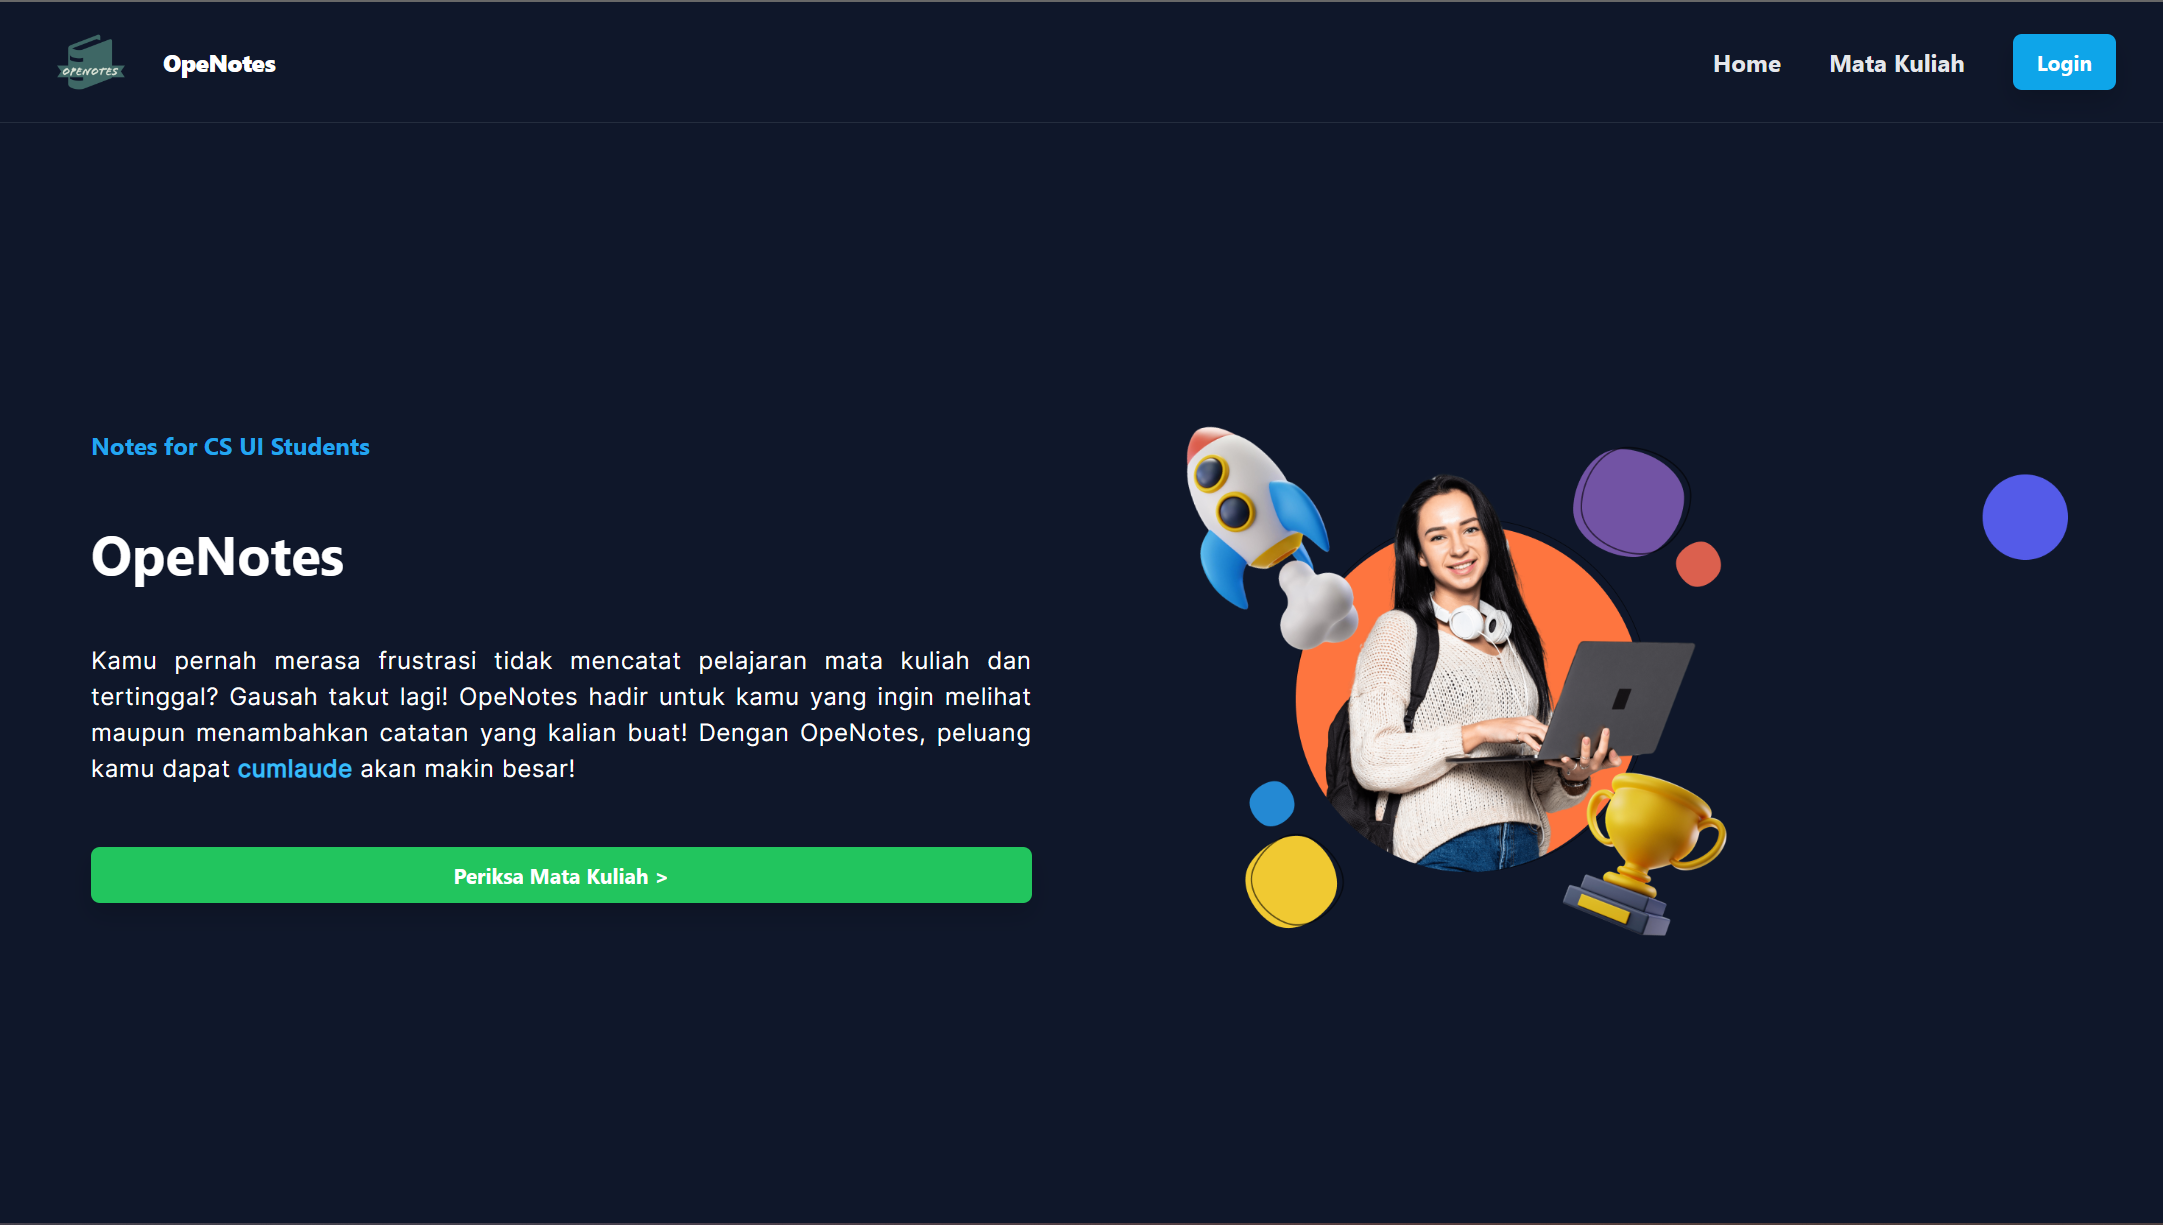 OPENOTES
OpeNotes
Home
Mata Kuliah
Login
Notes for CS UI Students
OpeNotes
Kamu pernah merasa frustrasi tidak mencatat pelajaran mata kuliah dan
tertinggal? Gausah takut lagi! OpeNotes hadir untuk kamu yang ingin melihat
maupun menambahkan catatan yang kalian buat! Dengan OpeNotes, peluang
kamu dapat cumlaude akan makin besar!
Periksa Mata Kuliah >